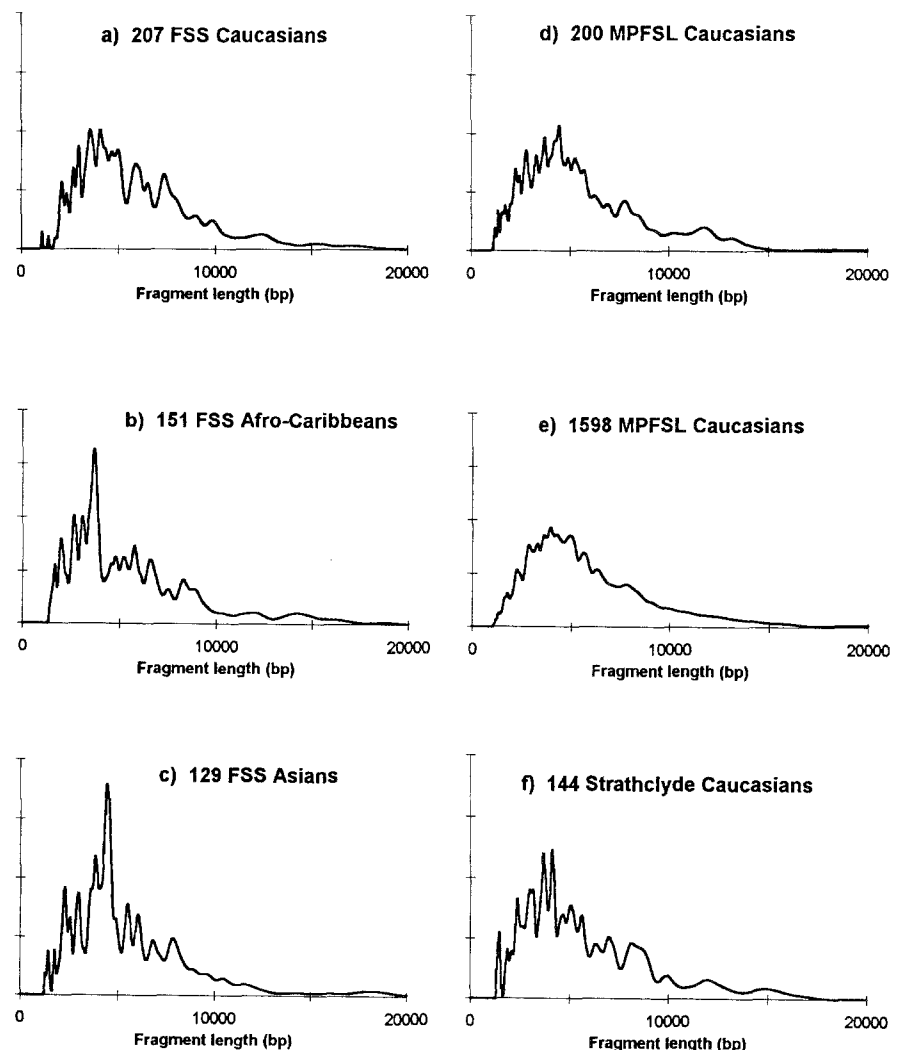 a) 207 FSS Caucasians
0 10000 20000
Fragment length (bp)
d) 200 MPFSL Caucasians
0 10000 20000
Fragment length (bp)
b) 151 FSS Afro-Caribbeans
0 10000 20000
Fragment length (bp)
e) 1598 MPFSL Caucasians
0 10000 20000
Fragment length (bp)
c) 129 FSS Asians
0 10000 20000
Fragment length (bp)
f) 144 Strathclyde Caucasians
0 10000 20000
Fragment length (bp)